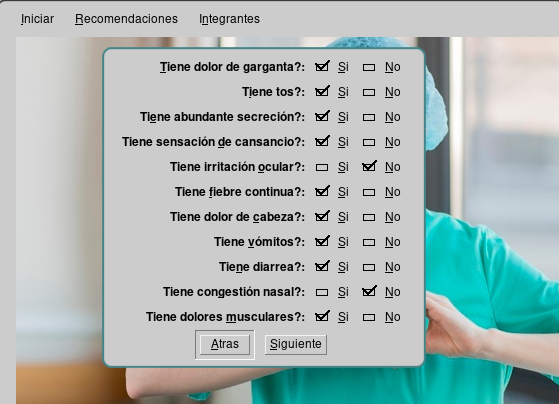 Iniciar Recomendaciones Integrantes
Tiene dolor de garganta?: Si No
Tiene tos?: Si No
Tiene abundante secreción?: Si No
Tiene sensación de cansancio?: Si No
Tiene irritación ocular?: Si No
Tiene fiebre continua?: Si No
Tiene dolor de cabeza?: Si No
Tiene vómitos?: Si No
Tiene diarrea?: Si No
Tiene congestión nasal?: Si No
Tiene dolores musculares?: Si No
Atras Siguiente